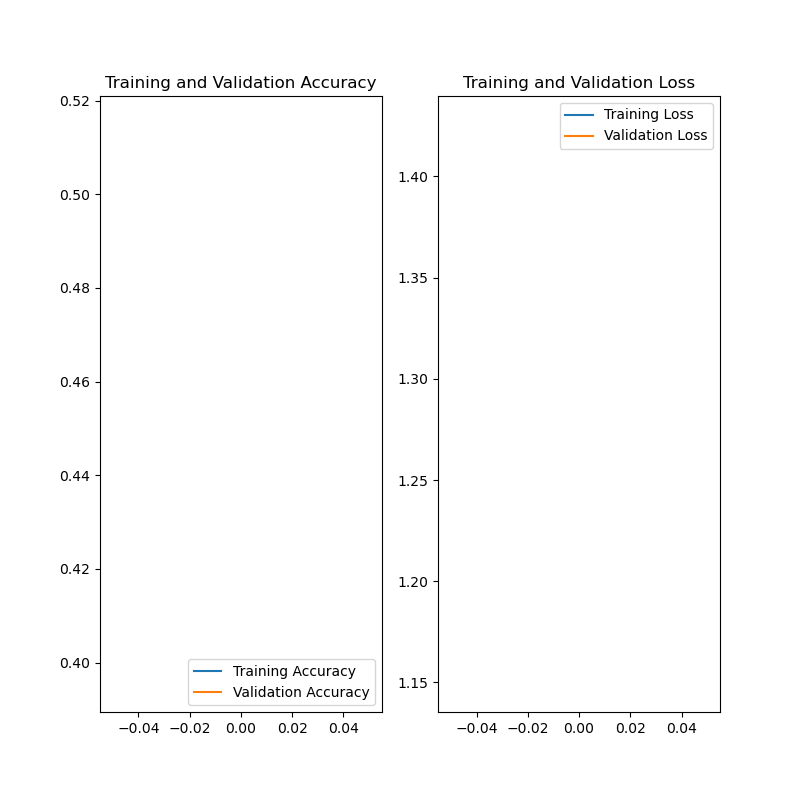 Training and Validation Accuracy
0.52
0.50
0.48
0.46
0.44
0.42
0.40
Training Accuracy
Validation Accuracy
−0.04 −0.02 0.00 0.02 0.04
Training and Validation Loss
Training Loss
Validation Loss
1.40
1.35
1.30
1.25
1.20
1.15
−0.04 −0.02 0.00 0.02 0.04